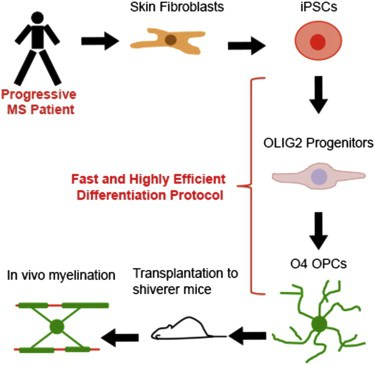 Skin Fibroblasts
iPSCs
Progressive
MS Patient
OLIG2 Progenitors
Fast and Highly Efficient
Differentiation Protocol
O4 OPCs
In vivo myelination
Transplantation to
shiverer mice